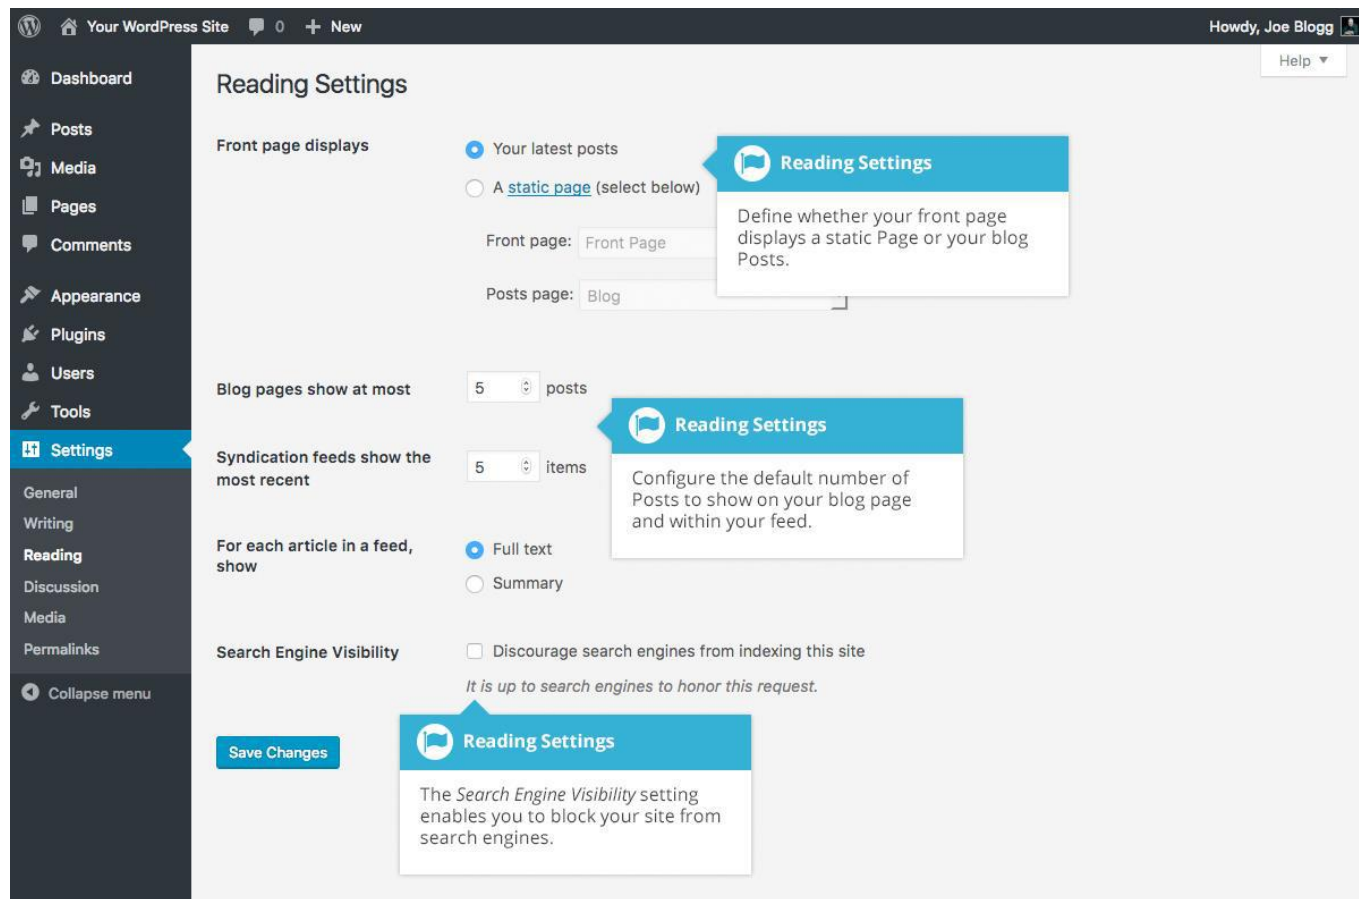 Your WordPress Site 0 + New Howdy, Joe Blogg
Help
Dashboard
Posts
Media
Pages
Comments
Appearance
Plugins
Users
Tools
Settings
General
Writing
Reading
Discussion
Media
Permalinks
Collapse menu
Reading Settings
Front page displays
Your latest posts
A static page (select below)
Front page: Front Page
Posts page: Blog
Reading Settings
Define whether your front page
displays a static Page or your blog
Posts.
Blog pages show at most 5 posts
Syndication feeds show the
most recent
5 items
Reading Settings
Configure the default number of
Posts to show on your blog page
and within your feed.
For each article in a feed,
show
Full text
Summary
Search Engine Visibility
Discourage search engines from indexing this site
It is up to search engines to honor this request.
Save Changes
Reading Settings
The Search Engine Visibility setting
enables you to block your site from
search engines.